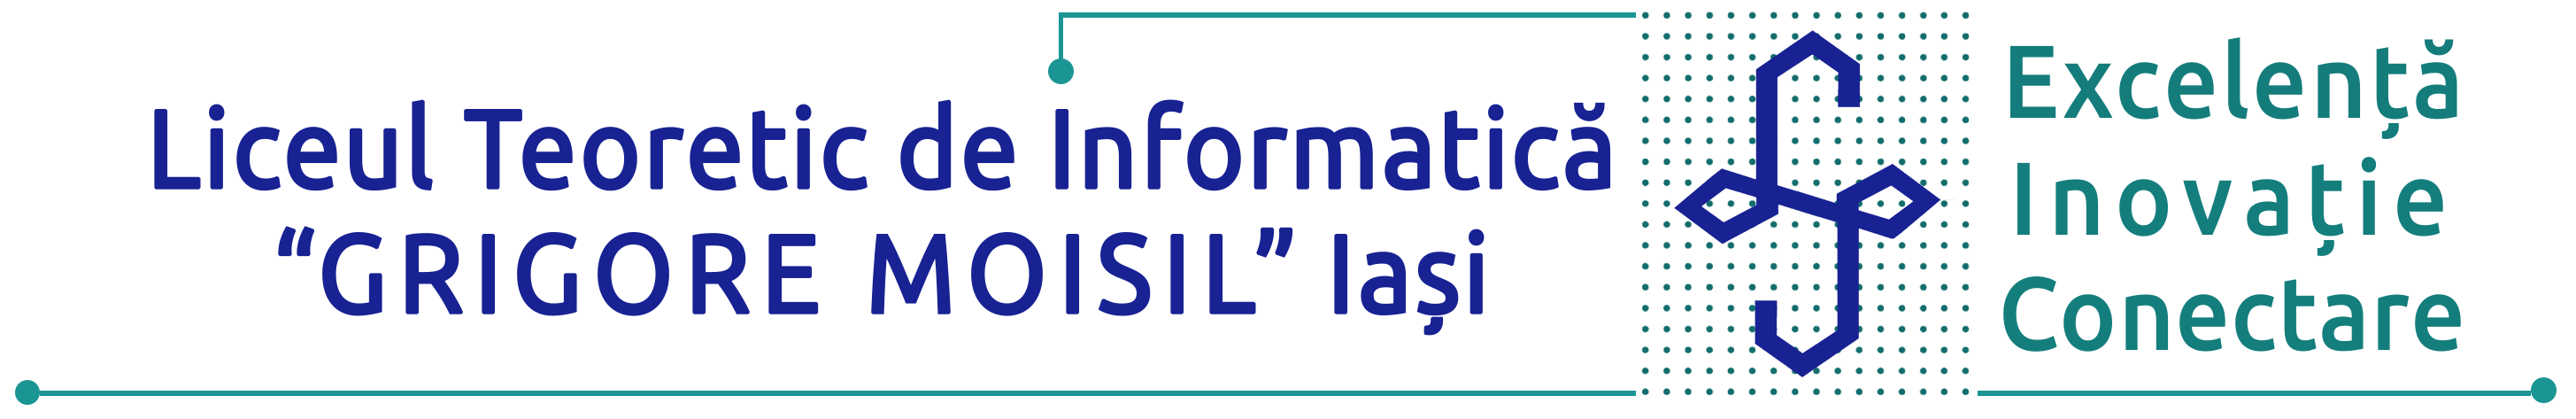 Liceul Teoretic de Informatică
“GRIGORE MOISIL” Iași
Excelență
Inovație
Conectare